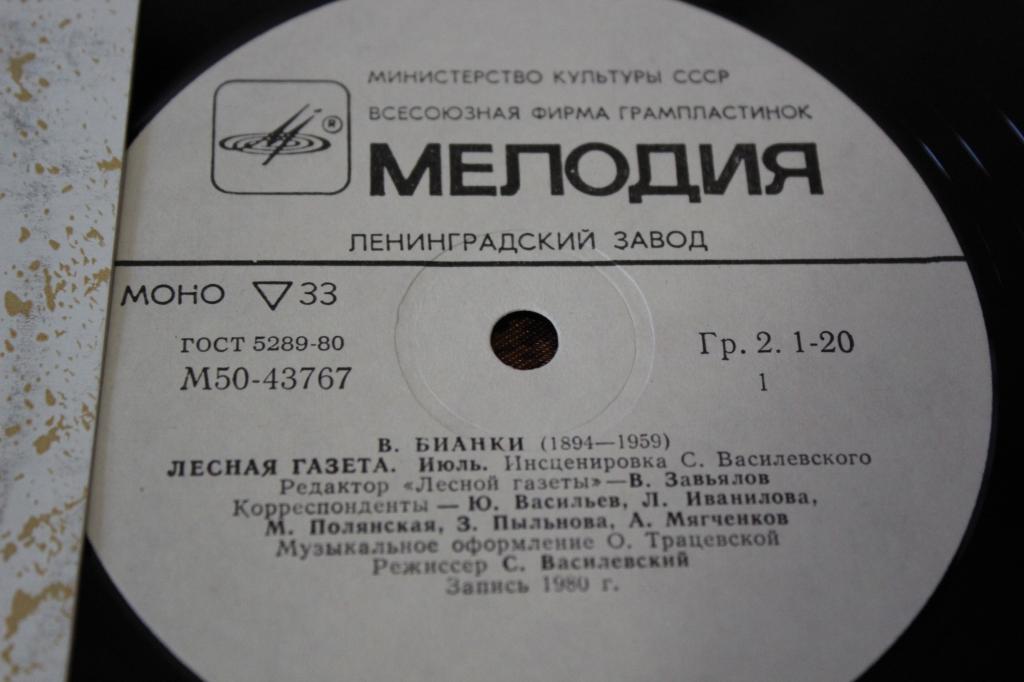 МИНИСТЕРСТВО КУЛЬТУРЫ СССР
ВСЕСОЮЗНАЯ ФИРМА ГРАМПЛАСТИНОК
®
МЕЛОДИЯ
ЛЕНИНГРАДСКИЙ ЗАВОД
МОНО ▽ 33
ГОСТ 5289-80
М50-43767
Гр. 2. 1-20
1
В. БИАНКИ (1894—1959)
ЛЕСНАЯ ГАЗЕТА. Июль. Инсценировка С. Василевского
Редактор «Лесной газеты» — В. Завьялов
Корреспонденты — Ю. Васильев, Л. Иванилова,
М. Полянская, З. Пыльнова, А. Мягченков
Музыкальное оформление О. Трацевской
Режиссер С. Василевский
Запись 1980 г.